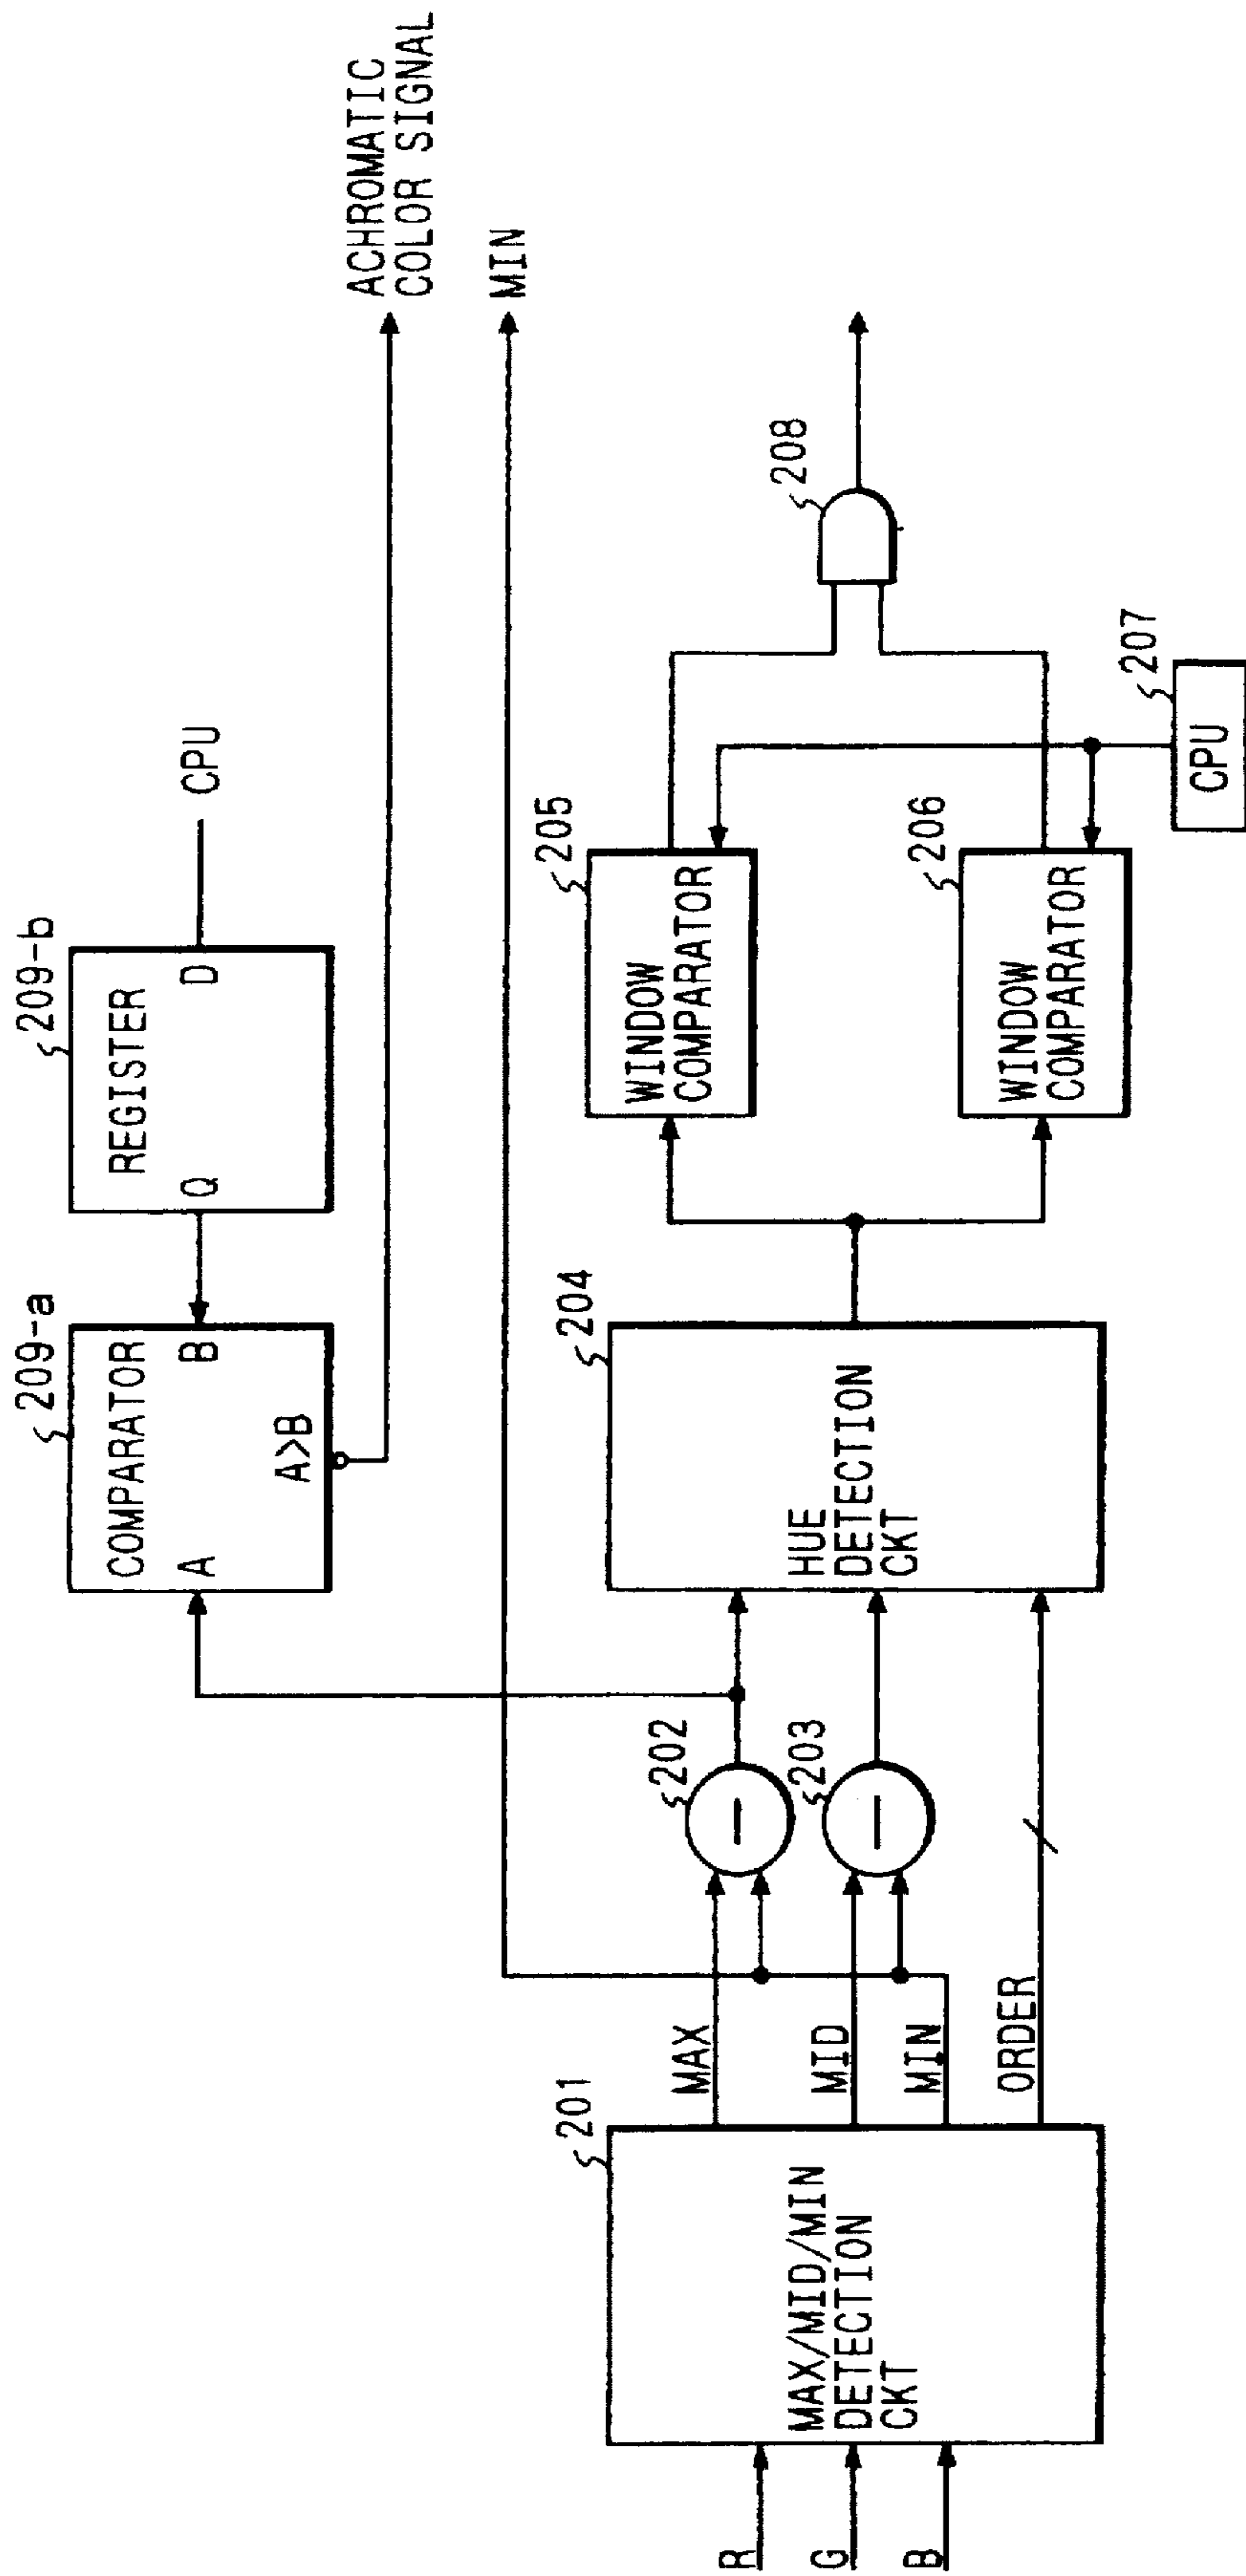 209-a
COMPARATOR
A
B
A>B
209-b
REGISTER
Q
D
CPU
ACHROMATIC
COLOR SIGNAL
MIN
R
G
B
201
MAX/MID/MIN
DETECTION
CKT
MAX
MID
MIN
ORDER
202
203
204
HUE
DETECTION
CKT
205
WINDOW
COMPARATOR
206
WINDOW
COMPARATOR
207
CPU
208